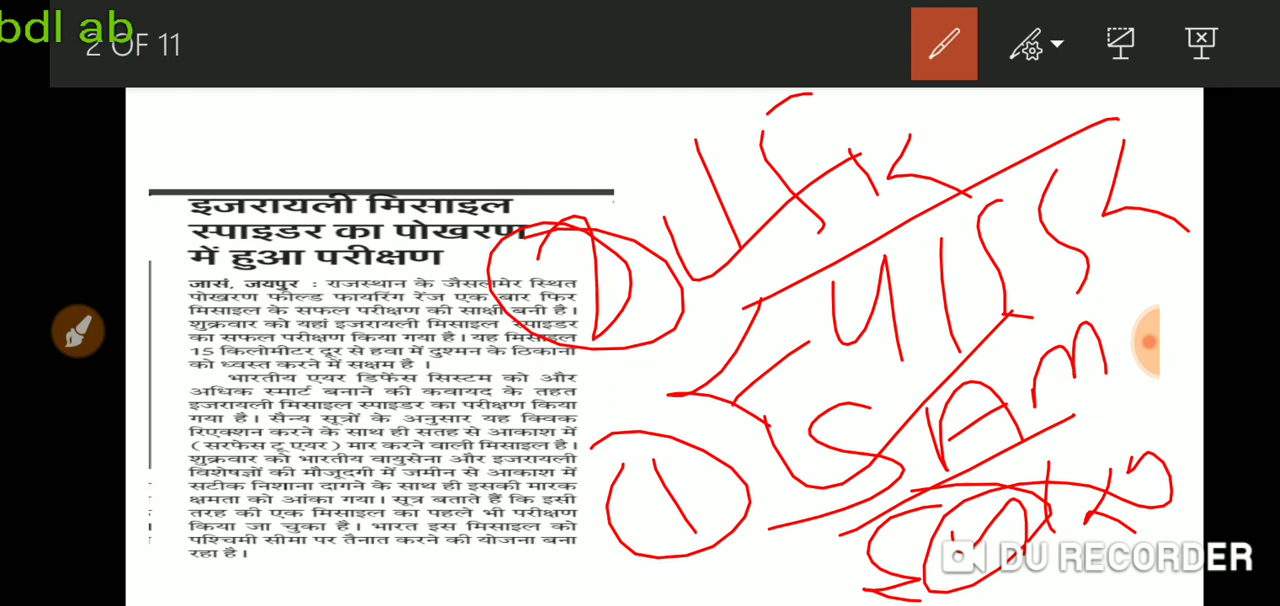 bdl ab
2 OF 11
इजरायली मिसाइल
स्पाइडर का पोखरण
में हुआ परीक्षण
जासं, जयपुर : राजस्थान के जैसलमेर स्थित
पोखरण फील्ड फायरिंग रेंज एक बार फिर
मिसाइल के सफल परीक्षण की साक्षी बनी है।
शुक्रवार को यहां इजरायली मिसाइल स्पाइडर
का सफल परीक्षण किया गया है। यह मिसाइल
15 किलोमीटर दूर से हवा में दुश्मन के ठिकानों
को ध्वस्त करने में सक्षम है ।
भारतीय एयर डिफेंस सिस्टम को और
अधिक स्मार्ट बनाने की कवायद के तहत
इजरायली मिसाइल स्पाइडर का परीक्षण किया
गया है। सैन्य सूत्रों के अनुसार यह क्विक
रिएक्शन करने के साथ ही सतह से आकाश में
(सरफेस टू एयर) मार करने वाली मिसाइल है।
शुक्रवार को भारतीय वायुसेना और इजरायली
विशेषज्ञों की मौजूदगी में जमीन से आकाश में
सटीक निशाना दागने के साथ ही इसकी मारक
क्षमता को आंका गया। सूत्र बताते हैं कि इसी
तरह की एक मिसाइल का पहले भी परीक्षण
किया जा चुका है। भारत इस मिसाइल को
पश्चिमी सीमा पर तैनात करने की योजना बना
रहा है।
SAM
DU RECORDER